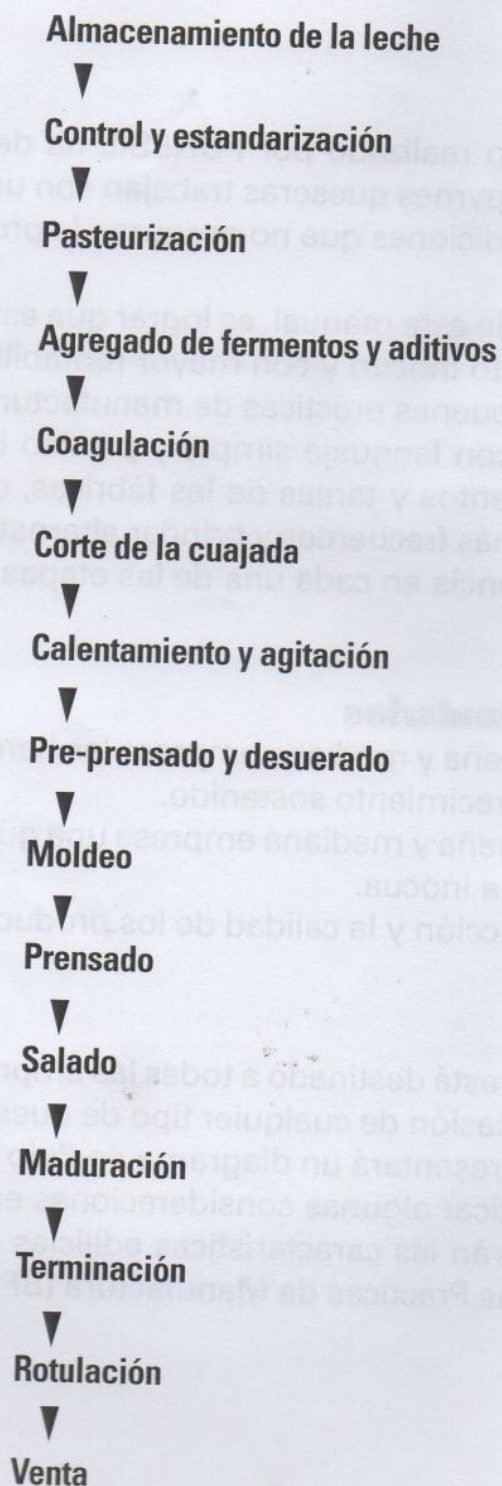 Almacenamiento de la leche
Control y estandarización
Pasteurización
Agregado de fermentos y aditivos
Coagulación
Corte de la cuajada
Calentamiento y agitación
Pre-prensado y desuerado
Moldeo
Prensado
Salado
Maduración
Terminación
Rotulación
Venta